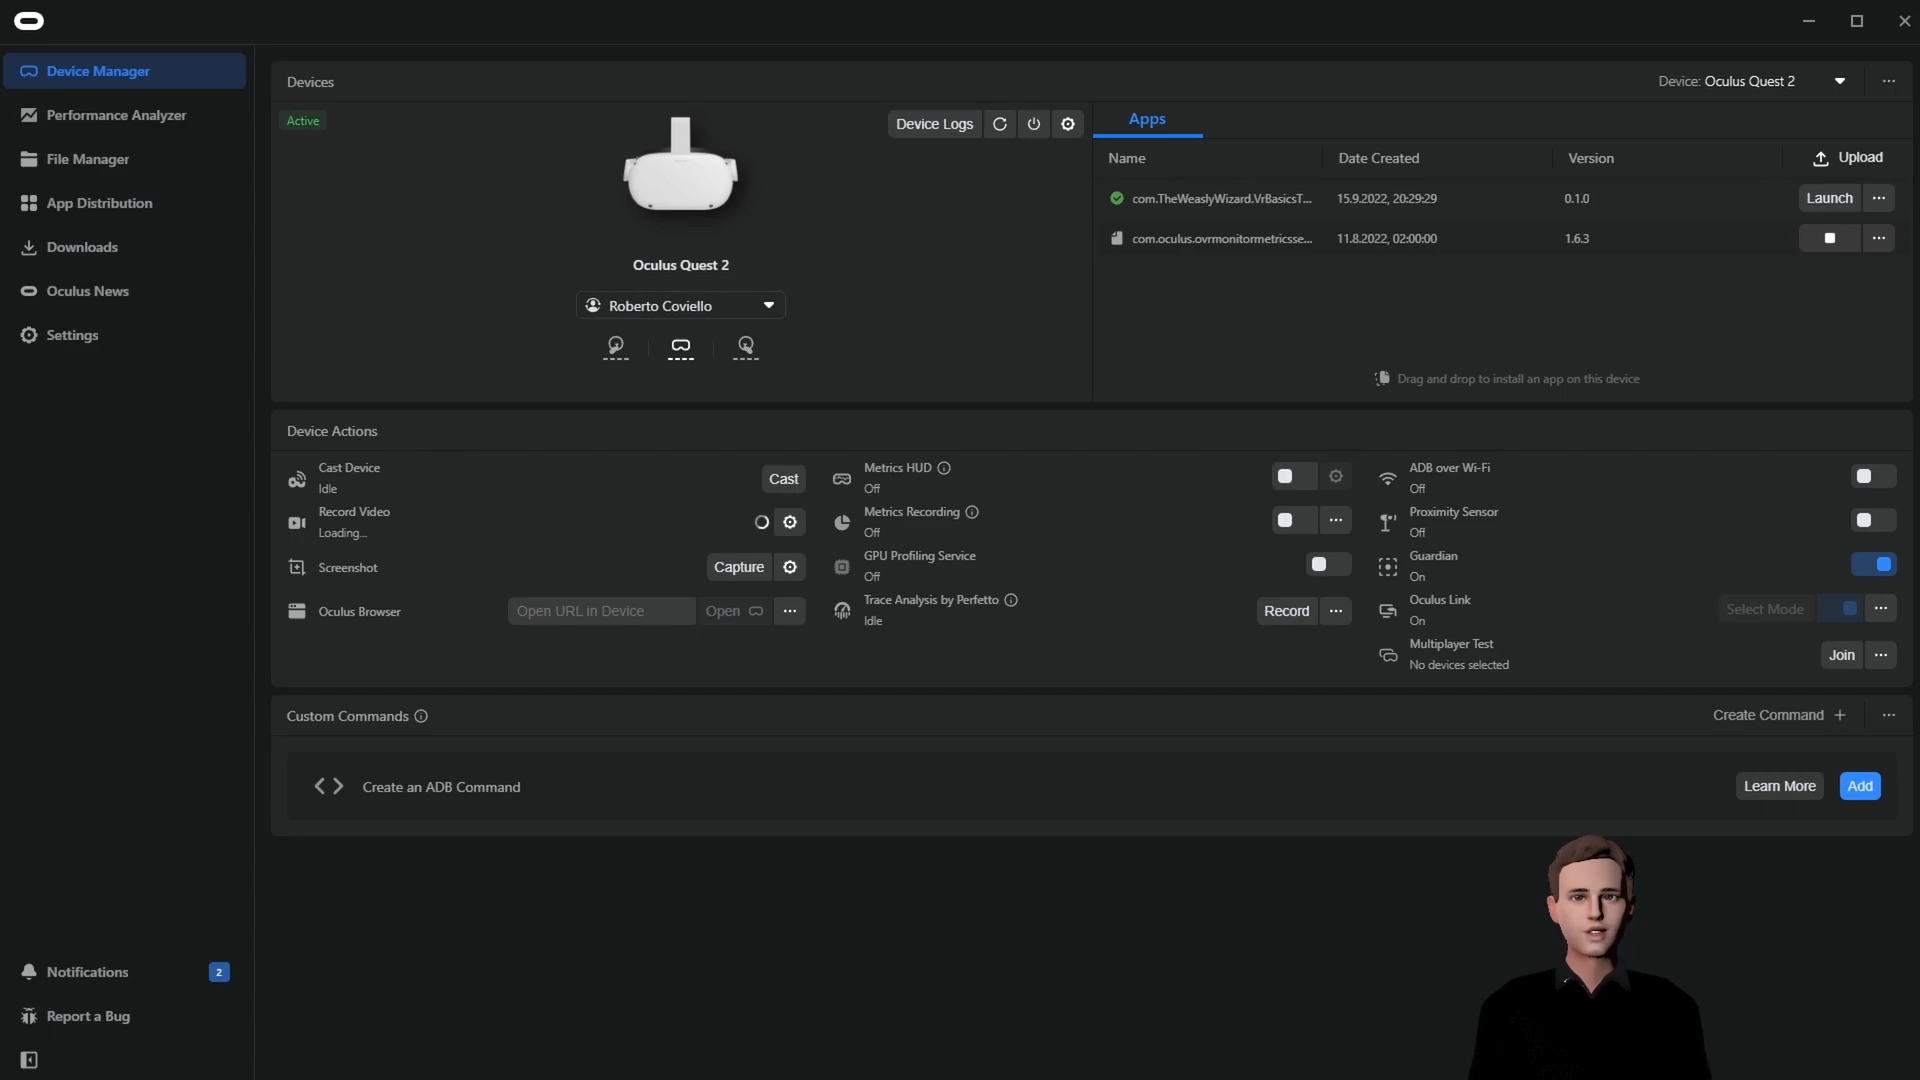 Device Manager
Performance Analyzer
File Manager
App Distribution
Downloads
Oculus News
Settings
Notifications 2
Report a Bug
Devices
Device: Oculus Quest 2
Active
Device Logs
Oculus Quest 2
Roberto Coviello
Apps
Name Date Created Version Upload
com.TheWeaslyWizard.VrBasicsT... 15.9.2022, 20:29:29 0.1.0 Launch
com.oculus.ovrmonitormetricsse... 11.8.2022, 02:00:00 1.6.3
Drag and drop to install an app on this device
Device Actions
Cast Device
Idle
Cast
Record Video
Loading...
Screenshot
Capture
Oculus Browser
Open URL in Device
Open
Metrics HUD
Off
Metrics Recording
Off
GPU Profiling Service
Off
Trace Analysis by Perfetto
Idle
Record
ADB over Wi-Fi
Off
Proximity Sensor
Off
Guardian
On
Oculus Link
On
Select Mode
Multiplayer Test
No devices selected
Join
Custom Commands
Create Command +
Create an ADB Command
Learn More
Add